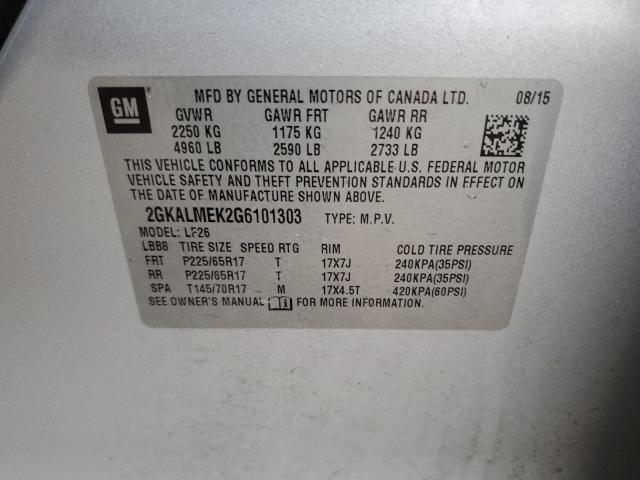 GM
MFD BY GENERAL MOTORS OF CANADA LTD. 08/15
GVWR GAWR FRT GAWR RR
2250 KG 1175 KG 1240 KG
4960 LB 2590 LB 2733 LB
THIS VEHICLE CONFORMS TO ALL APPLICABLE U.S. FEDERAL MOTOR
VEHICLE SAFETY AND THEFT PREVENTION STANDARDS IN EFFECT ON
THE DATE OF MANUFACTURE SHOWN ABOVE.
2GKALMEK2G6101303 TYPE: M.P.V.
MODEL: LF26
LBB8 TIRE SIZE SPEED RTG RIM COLD TIRE PRESSURE
FRT P225/65R17 T 17X7J 240KPA(35PSI)
RR P225/65R17 T 17X7J 240KPA(35PSI)
SPA T145/70R17 M 17X4.5T 420KPA(60PSI)
SEE OWNER'S MANUAL FOR MORE INFORMATION.